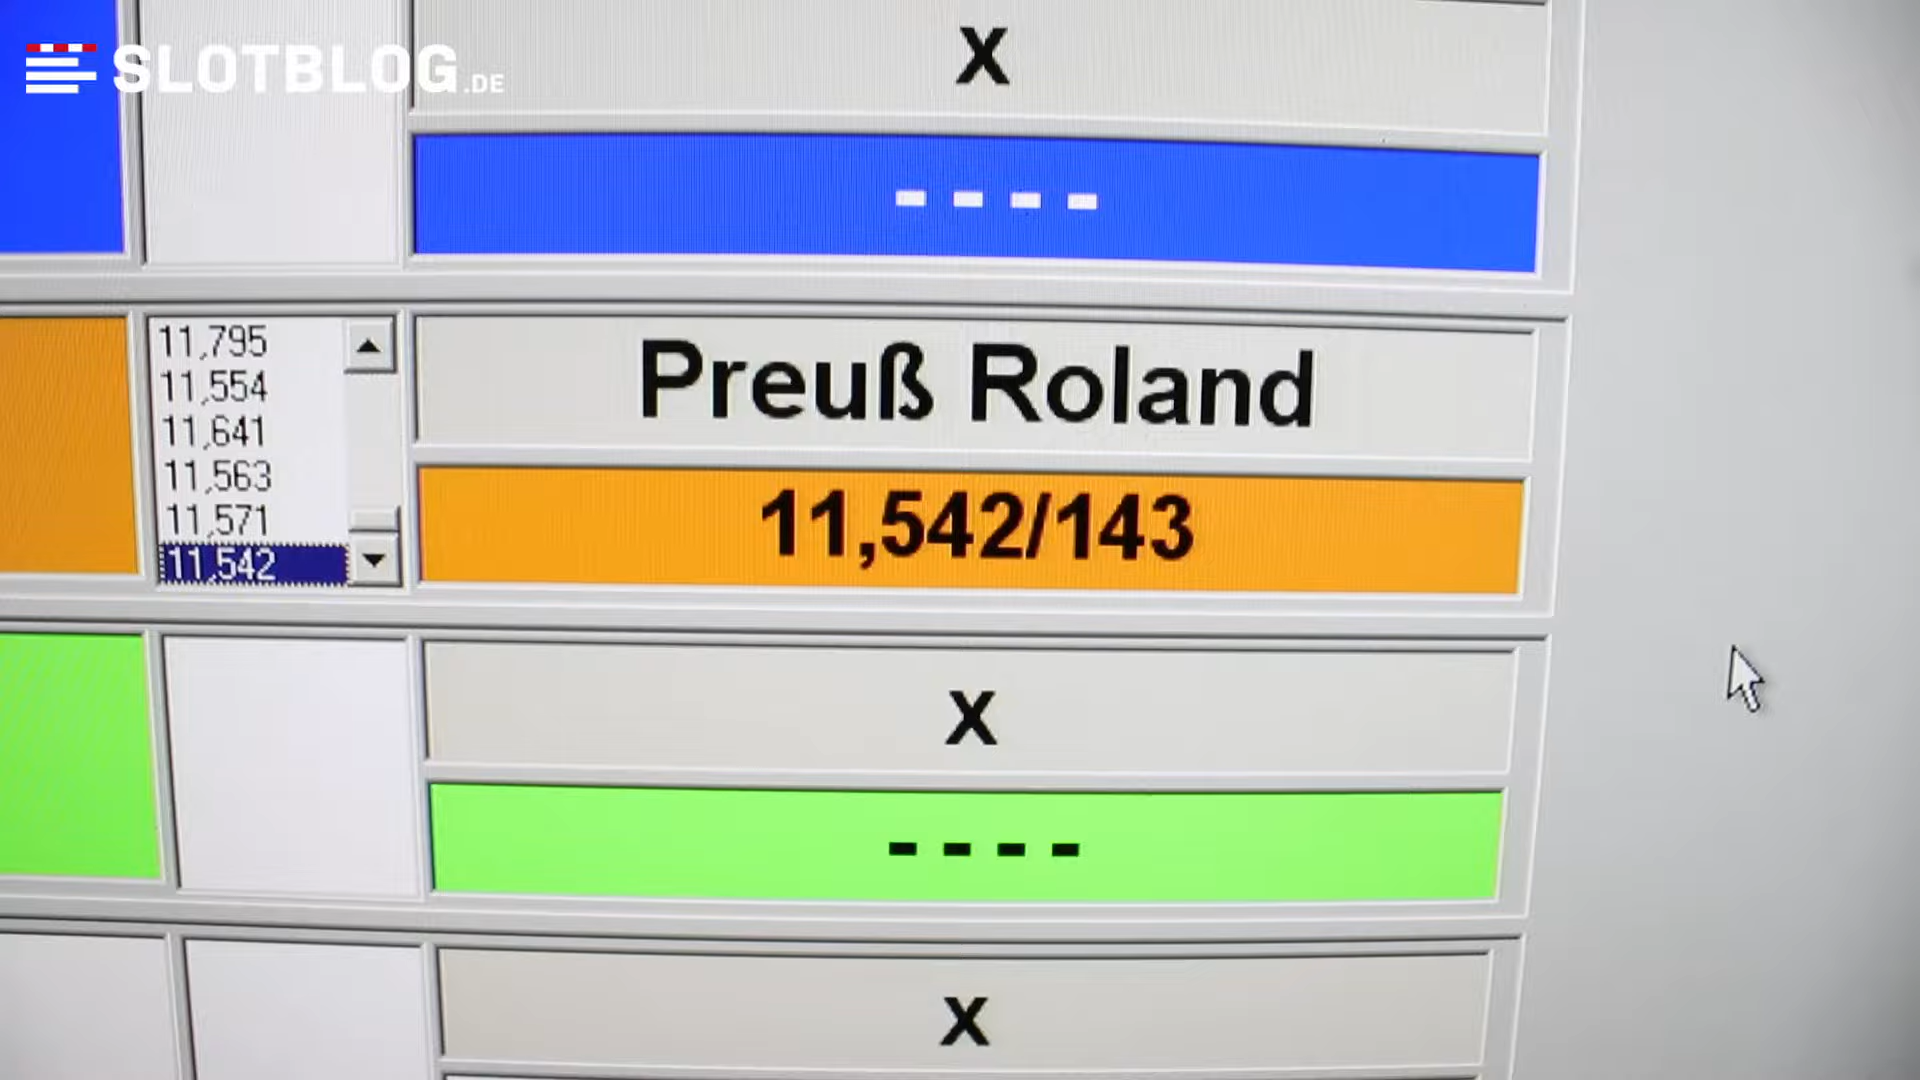 SLOTBLOG.DE
X
- - - -
11,795
11,554
11,641
11,563
11,571
11,542
Preuß Roland
11,542/143
X
- - - -
X